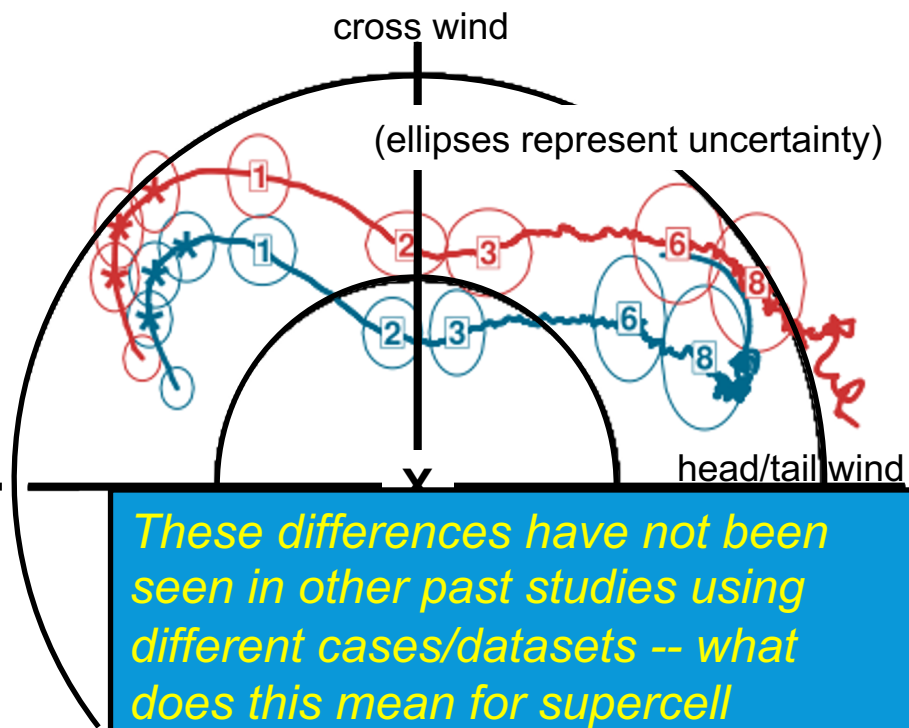 cross wind
(ellipses represent uncertainty)
1
2
3
6
8
1
2
3
6
8
head/tail wind
These differences have not been
seen in other past studies using
different cases/datasets -- what
does this mean for supercell